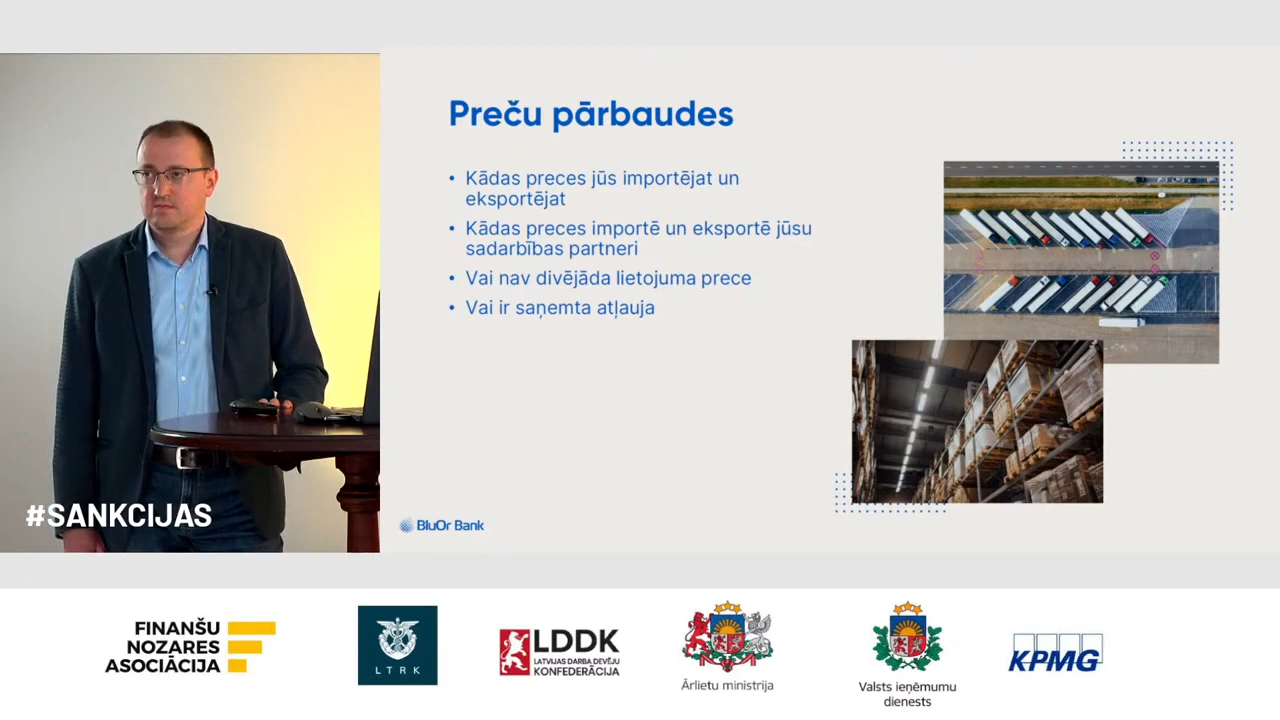 Preču pārbaudes
• Kādas preces jūs importējat un
eksportējat
• Kādas preces importē un eksportē jūsu
sadarbības partneri
• Vai nav divējāda lietojuma prece
• Vai ir saņemta atļauja
#SANKCIJAS
BluOr Bank
FINANŠU
NOZARES
ASOCIĀCIJA
LTRK
LDDK
LATVIJAS DARBA DEVĒJU
KONFEDERĀCIJA
Ārlietu ministrija
Valsts ieņēmumu
dienests
KPMG